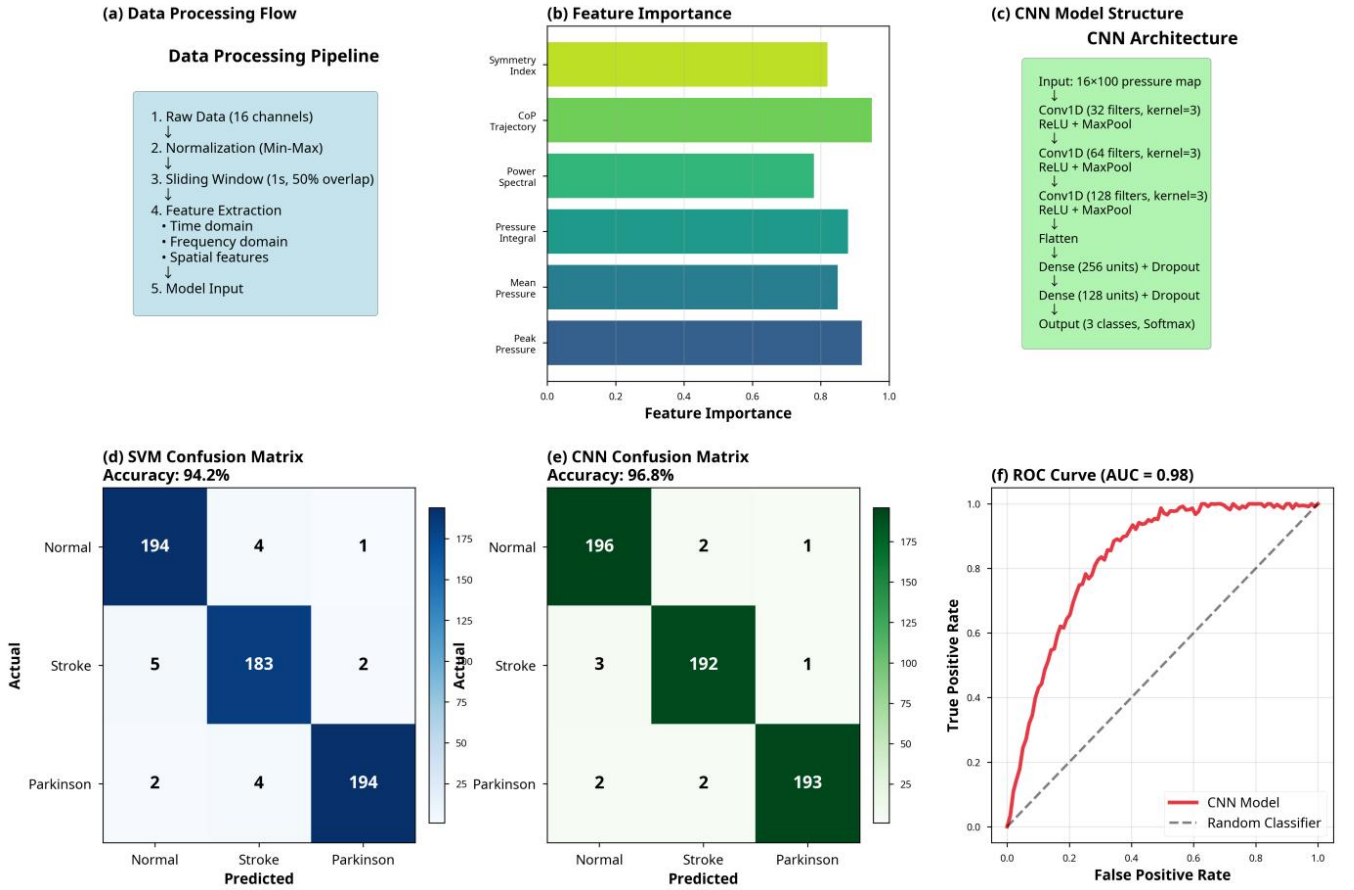 (a) Data Processing Flow
Data Processing Pipeline
1. Raw Data (16 channels)
↓
2. Normalization (Min-Max)
↓
3. Sliding Window (1s, 50% overlap)
↓
4. Feature Extraction
• Time domain
• Frequency domain
• Spatial features
↓
5. Model Input
(b) Feature Importance
Symmetry
Index
CoP
Trajectory
Power
Spectral
Pressure
Integral
Mean
Pressure
Peak
Pressure
0.0 0.2 0.4 0.6 0.8 1.0
Feature Importance
(c) CNN Model Structure
CNN Architecture
Input: 16×100 pressure map
↓
Conv1D (32 filters, kernel=3)
ReLU + MaxPool
↓
Conv1D (64 filters, kernel=3)
ReLU + MaxPool
↓
Conv1D (128 filters, kernel=3)
ReLU + MaxPool
↓
Flatten
↓
Dense (256 units) + Dropout
↓
Dense (128 units) + Dropout
↓
Output (3 classes, Softmax)
(d) SVM Confusion Matrix
Accuracy: 94.2%
Actual
Normal 194 4 1
Stroke 5 183 2
Parkinson 2 4 194
Normal Stroke Parkinson
Predicted
175
150
125
100
75
50
25
(e) CNN Confusion Matrix
Accuracy: 96.8%
Actual
Normal 196 2 1
Stroke 3 192 1
Parkinson 2 2 193
Normal Stroke Parkinson
Predicted
175
150
125
100
75
50
25
(f) ROC Curve (AUC = 0.98)
True Positive Rate
1.0
0.8
0.6
0.4
0.2
0.0
CNN Model
Random Classifier
0.0 0.2 0.4 0.6 0.8 1.0
False Positive Rate